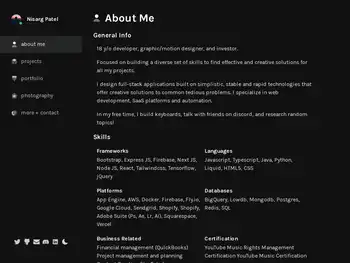 Nisarg Patel
about me
projects
portfolio
photography
more + contact
About Me
General Info
18 y/o developer, graphic/motion designer, and investor.
Focused on building a diverse set of skills to find effective and creative solutions for
all my projects.
I design full-stack applications built on simplistic, stable and rapid technologies that
offer creative solutions to common tedious problems, I specialize in web
development, SaaS platforms and automation.
In my free time, I build keyboards, talk with friends on discord, and research random
topics!
Skills
Frameworks
Bootstrap, Express JS, Firebase, Next JS,
Node JS, React, Tailwindcss, Tensorflow,
jQuery
Languages
Javascript, Typescript, Java, Python,
Liquid, HTML5, CSS
Platforms
App Engine, AWS, Docker, Firebase, Fly.io,
Google Cloud, Sendgrid, Shopify, Shopify,
Adobe Suite (Ps, Ae, Lr, Ai), Squarespace,
Vercel
Databases
BigQuery, Lowdb, Mongodb, Postgres,
Redis, SQL
Business Related
Financial management (QuickBooks)
Project management and planning
Certification
YouTube Music Rights Management
Certification YouTube Music Certification